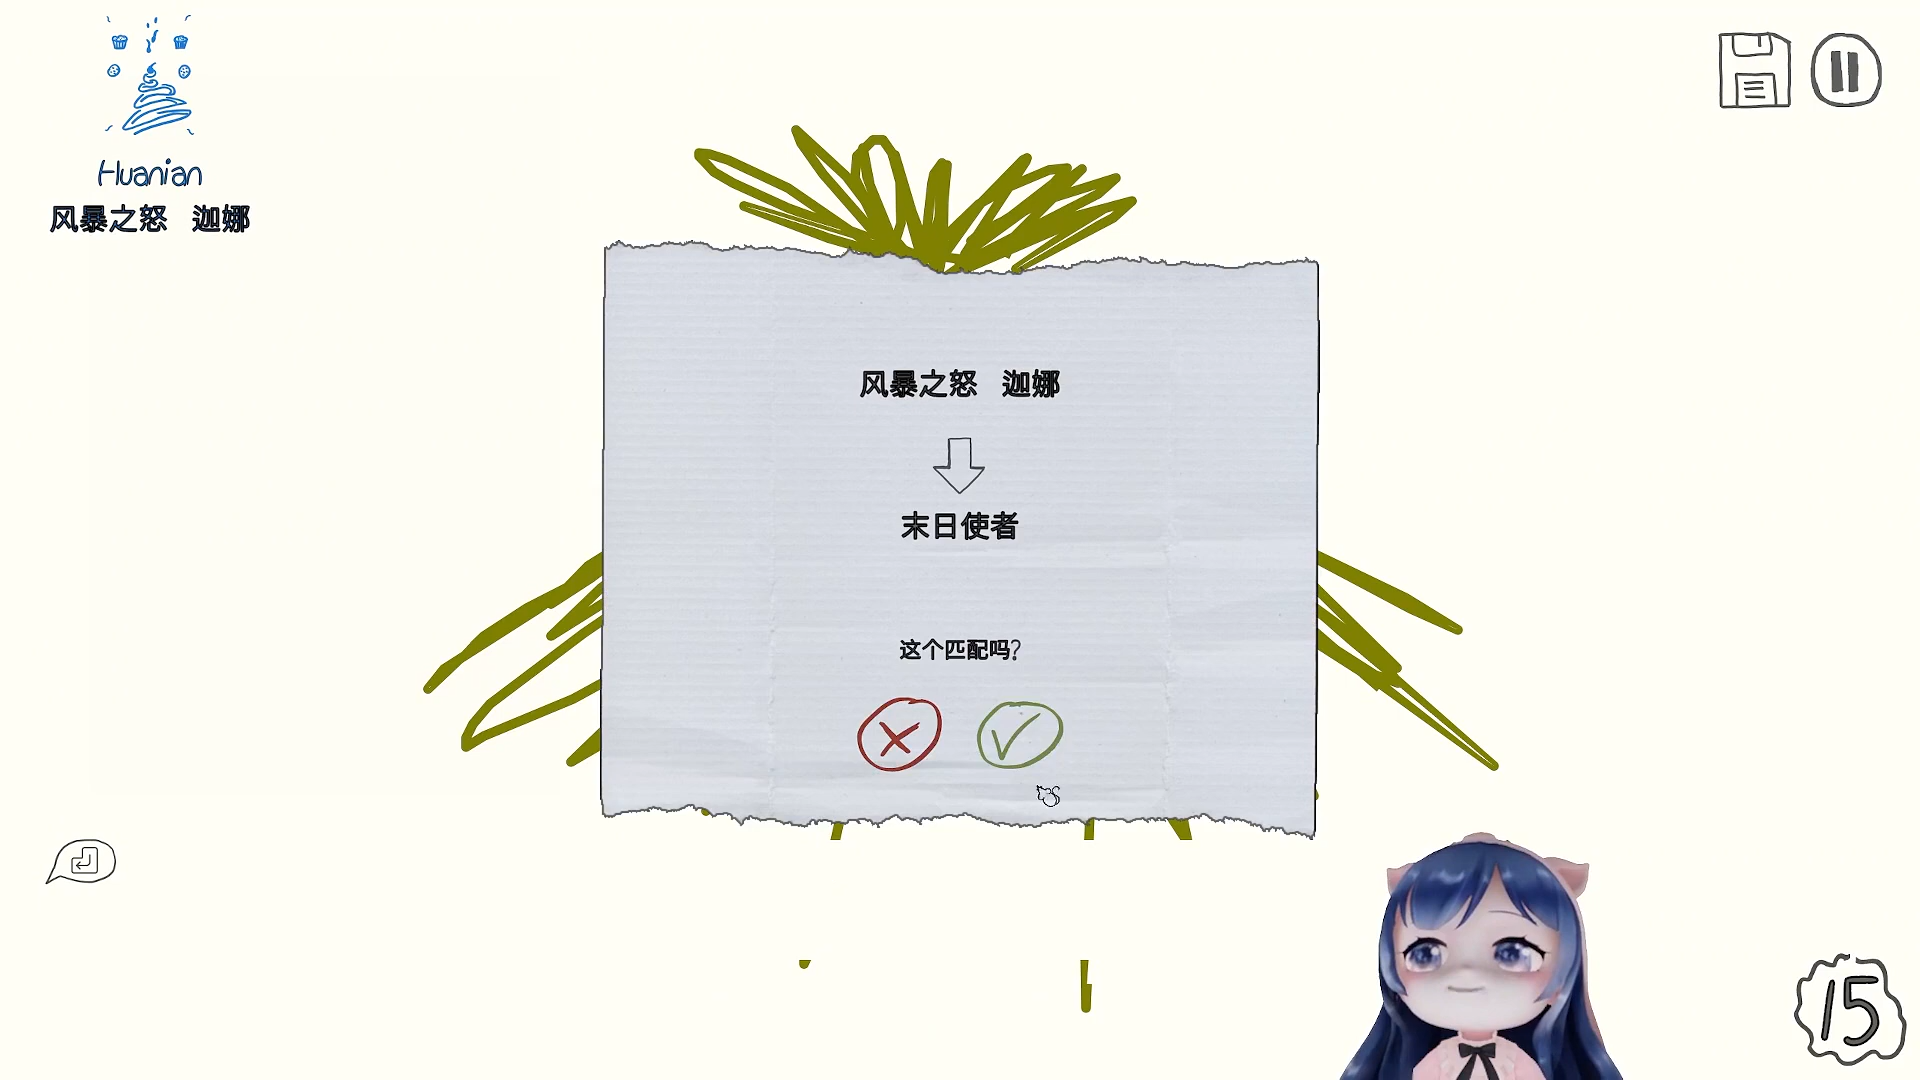 Huanian
风暴之怒 迦娜
风暴之怒 迦娜
末日使者
这个匹配吗?
15